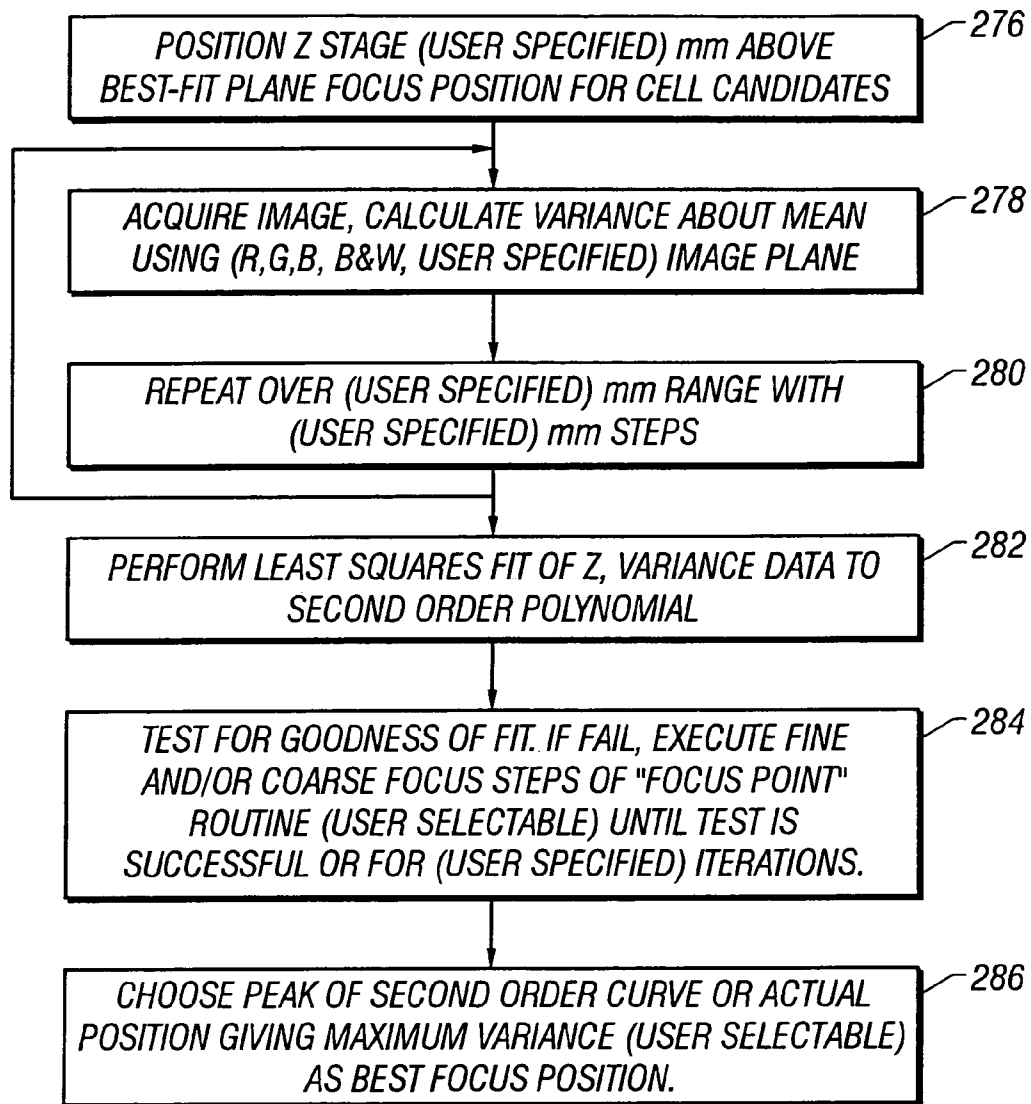 276
POSITION Z STAGE (USER SPECIFIED) mm ABOVE
BEST-FIT PLANE FOCUS POSITION FOR CELL CANDIDATES
278
ACQUIRE IMAGE, CALCULATE VARIANCE ABOUT MEAN
USING (R,G,B, B&W, USER SPECIFIED) IMAGE PLANE
280
REPEAT OVER (USER SPECIFIED) mm RANGE WITH
(USER SPECIFIED) mm STEPS
282
PERFORM LEAST SQUARES FIT OF Z, VARIANCE DATA TO
SECOND ORDER POLYNOMIAL
284
TEST FOR GOODNESS OF FIT. IF FAIL, EXECUTE FINE
AND/OR COARSE FOCUS STEPS OF "FOCUS POINT"
ROUTINE (USER SELECTABLE) UNTIL TEST IS
SUCCESSFUL OR FOR (USER SPECIFIED) ITERATIONS.
286
CHOOSE PEAK OF SECOND ORDER CURVE OR ACTUAL
POSITION GIVING MAXIMUM VARIANCE (USER SELECTABLE)
AS BEST FOCUS POSITION.